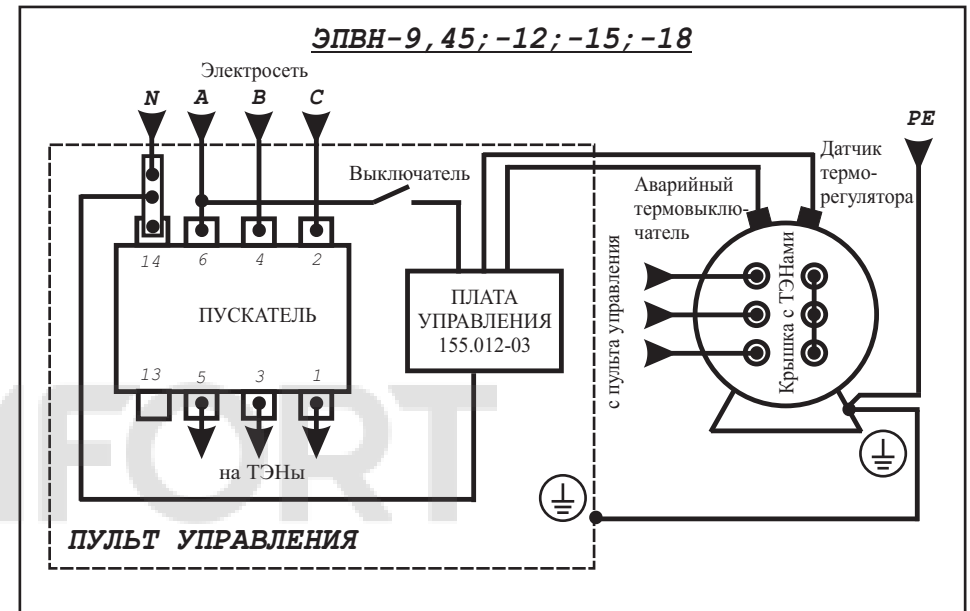 ЭПВН-9,45;-12;-15;-18
Электросеть
N A B C
PE
Выключатель
Аварийный
термовыклю-
чатель
Датчик
термо-
регулятора
14 6 4 2
ПУСКАТЕЛЬ
13 5 3 1
на ТЭНы
ПЛАТА
УПРАВЛЕНИЯ
155.012-03
с пульта управления
Крышка с ТЭНами
ПУЛЬТ УПРАВЛЕНИЯ
MFORT